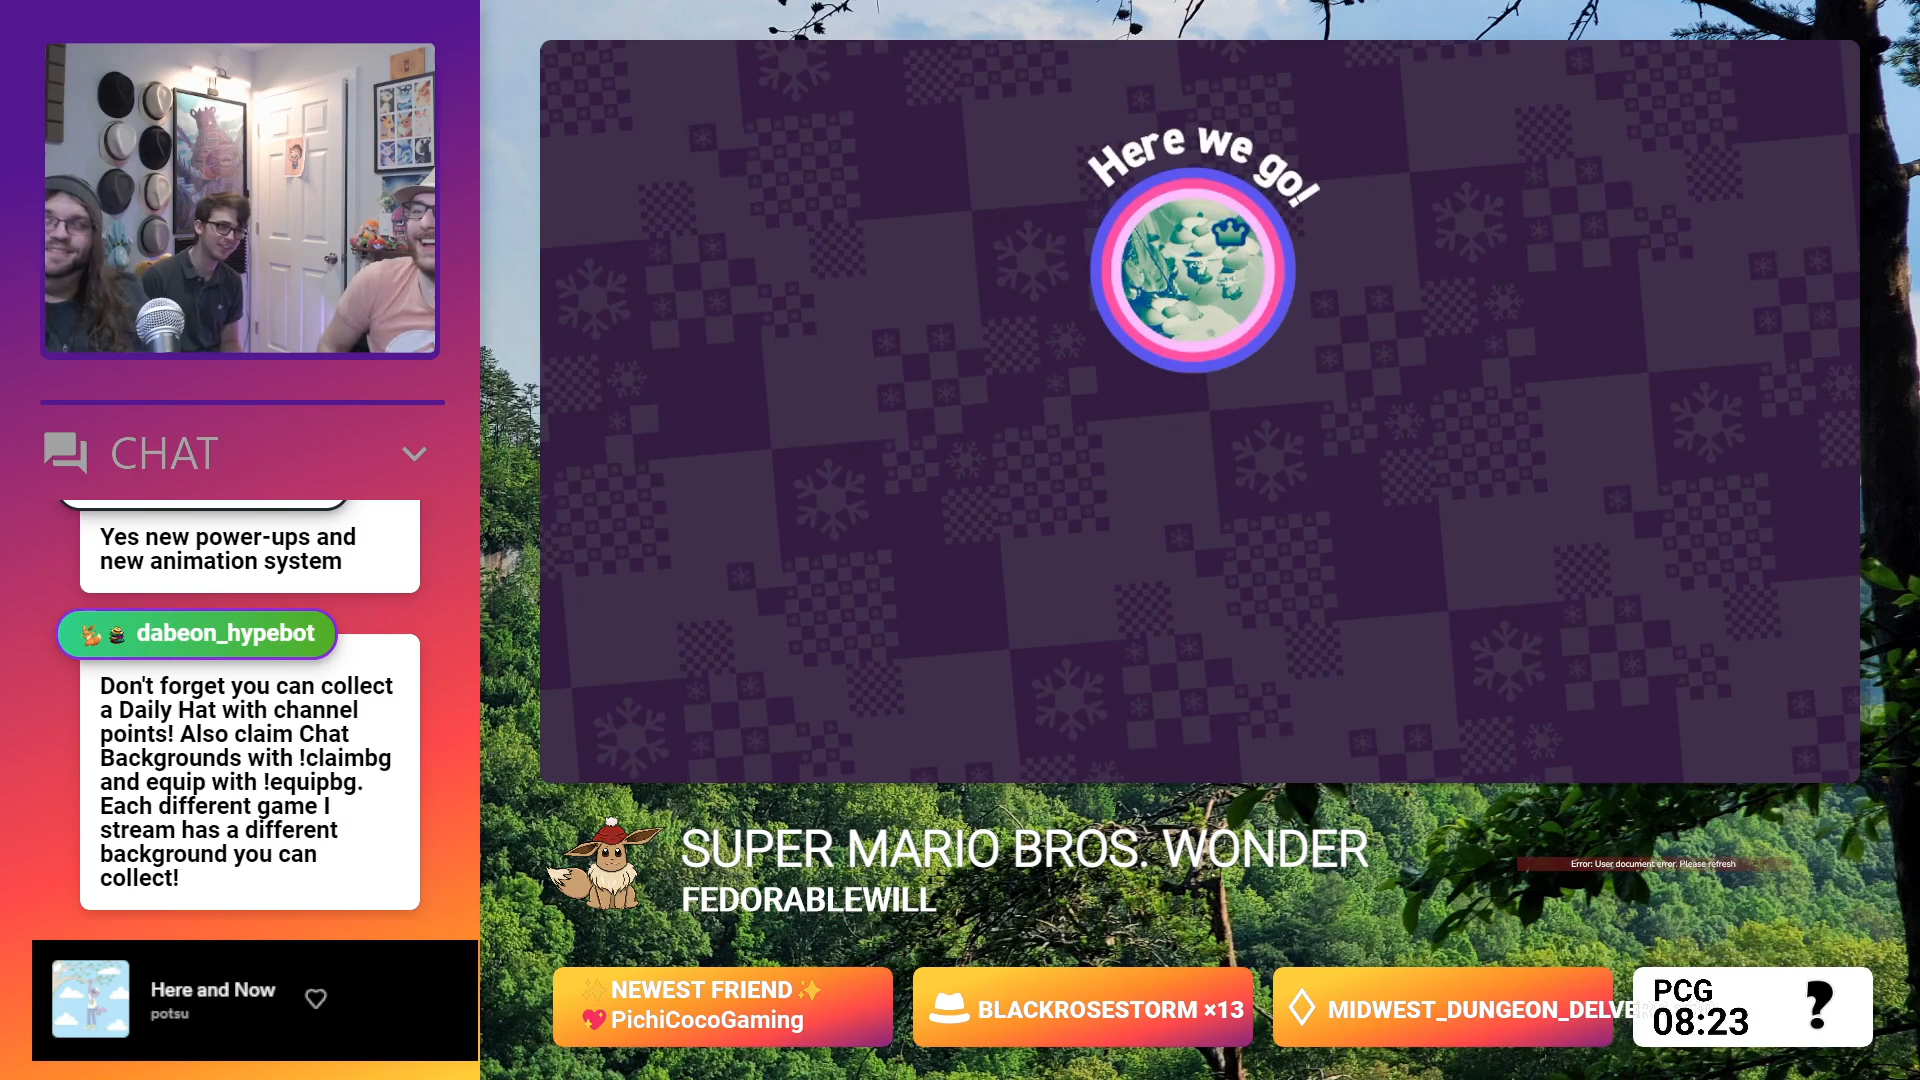 Here we go!
CHAT
Yes new power-ups and
new animation system
dabeon_hypebot
Don't forget you can collect
a Daily Hat with channel
points! Also claim Chat
Backgrounds with !claimbg
and equip with !equipbg.
Each different game I
stream has a different
background you can
collect!
Here and Now
potsu
SUPER MARIO BROS. WONDER
FEDORABLEWILL
Error: User document error. Please refresh
NEWEST FRIEND
PichiCocoGaming
BLACKROSESTORM ×13
MIDWEST_DUNGEON_DELVE
PCG
08:23
?